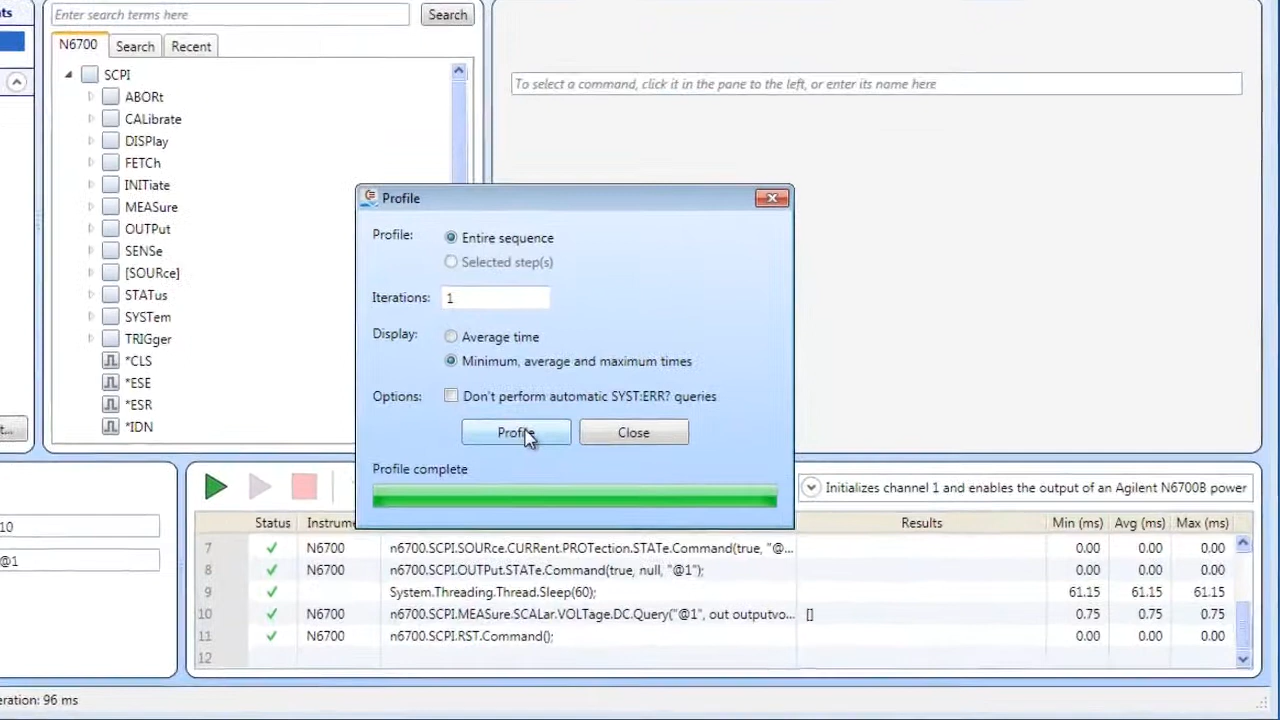 nts
Enter search terms here
Search
N6700
Search
Recent
SCPI
ABORt
CALibrate
DISPlay
FETCh
INITiate
MEASure
OUTPut
SENSe
[SOURce]
STATus
SYSTem
TRIGger
*CLS
*ESE
*ESR
*IDN
t...
To select a command, click it in the pane to the left, or enter its name here
Profile
Profile:
Entire sequence
Selected step(s)
Iterations:
1
Display:
Average time
Minimum, average and maximum times
Options:
Don't perform automatic SYST:ERR? queries
Profile
Close
Profile complete
10
@1
Initializes channel 1 and enables the output of an Agilent N6700B power
Status Instrume Results Min (ms) Avg (ms) Max (ms)
7 N6700 n6700.SCPI.SOURce.CURRent.PROTection.STATe.Command(true, "@... 0.00 0.00 0.00
8 N6700 n6700.SCPI.OUTPut.STATe.Command(true, null, "@1"); 0.00 0.00 0.00
9 System.Threading.Thread.Sleep(60); 61.15 61.15 61.15
10 N6700 n6700.SCPI.MEASure.SCALar.VOLTage.DC.Query("@1", out outputvo... [] 0.75 0.75 0.75
11 N6700 n6700.SCPI.RST.Command(); 0.00 0.00 0.00
12
eration: 96 ms